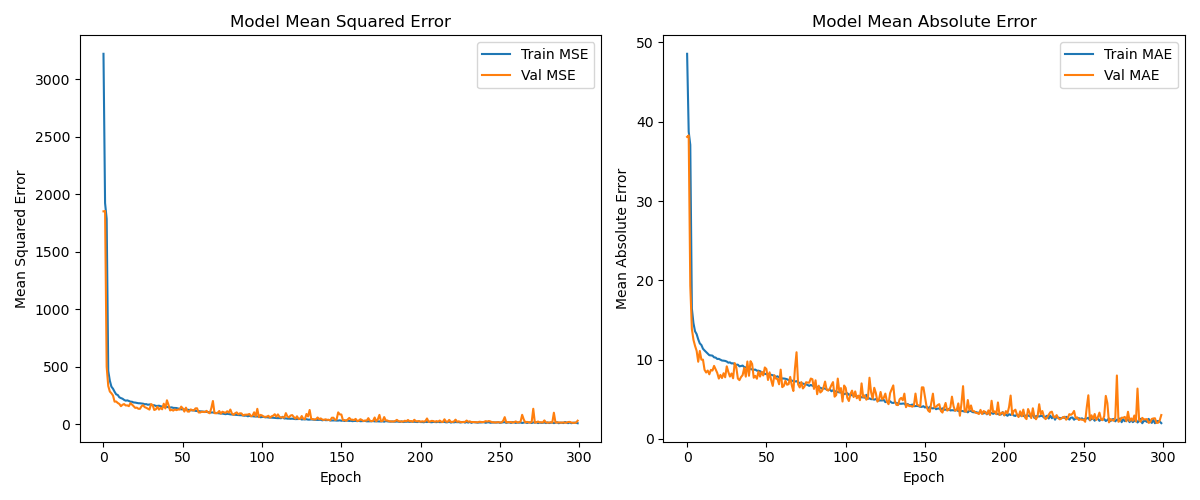 Model Mean Squared Error
Mean Squared Error
3000
2500
2000
1500
1000
500
0
0 50 100 150 200 250 300
Epoch
Train MSE
Val MSE
Model Mean Absolute Error
Mean Absolute Error
50
40
30
20
10
0
0 50 100 150 200 250 300
Epoch
Train MAE
Val MAE